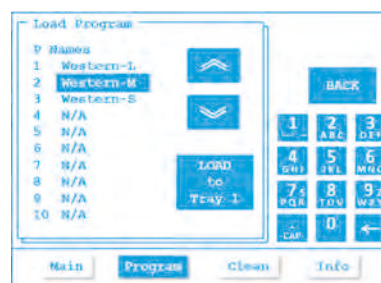 Load Program
P Names
1 Western-L
2 Western-M
3 Western-S
4 N/A
5 N/A
6 N/A
7 N/A
8 N/A
9 N/A
10 N/A
LOAD
to
Tray 1
BACK
1 2 ABC 3 DEF
4 GHI 5 JKL 6 MNO
7 PQR 8 TUV 9 WXY
CAP 0
Main Program Clean Info